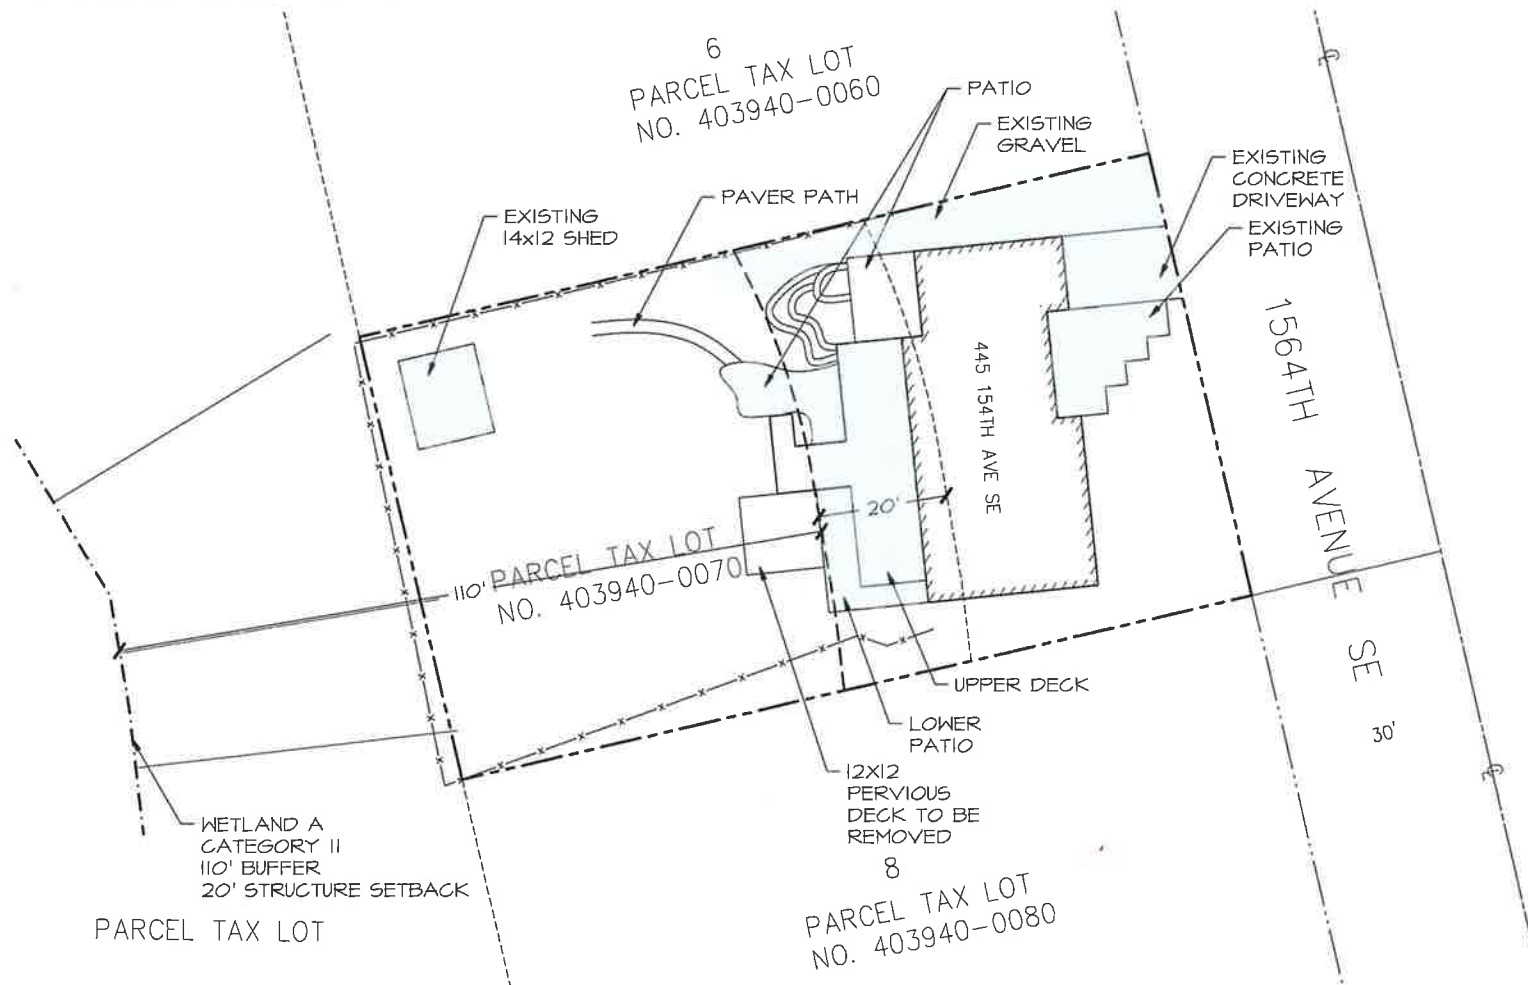 6
PARCEL TAX LOT
NO. 403940-0060
PATIO
EXISTING
GRAVEL
EXISTING
CONCRETE
DRIVEWAY
EXISTING
PATIO
PAVER PATH
EXISTING
14x12 SHED
445 154TH AVE SE
1564TH AVENUE SE
20'
110'
PARCEL TAX LOT
NO. 403940-0070
UPPER DECK
LOWER
PATIO
12X12
PERVIOUS
DECK TO BE
REMOVED
30'
WETLAND A
CATEGORY II
110' BUFFER
20' STRUCTURE SETBACK
PARCEL TAX LOT
8
PARCEL TAX LOT
NO. 403940-0080